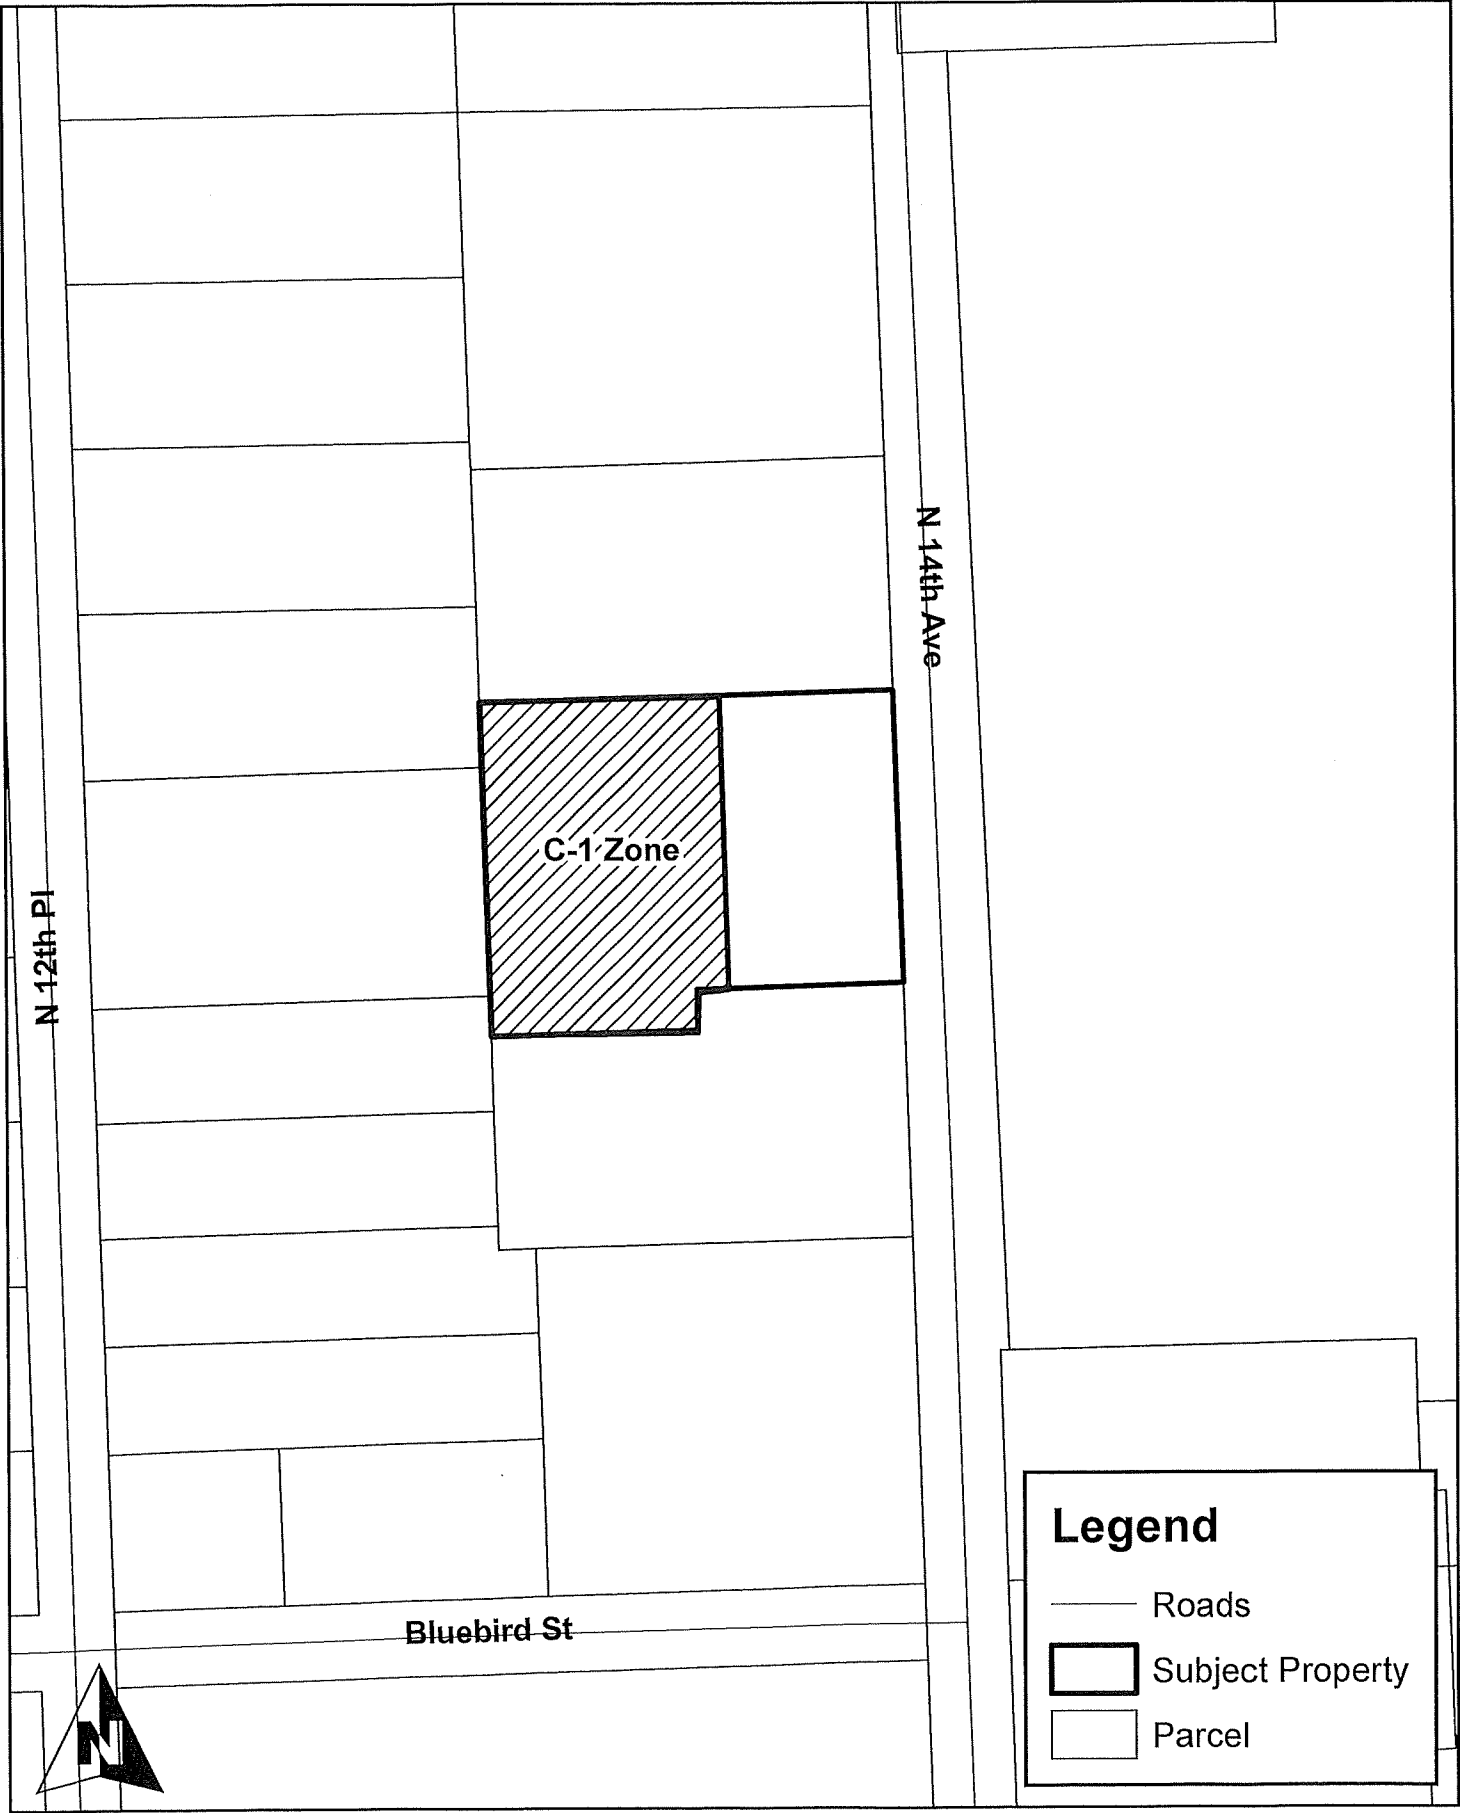 N 14th Ave
C-1 Zone
N 12th Pl
Bluebird St
Legend
Roads
Subject Property
Parcel
N